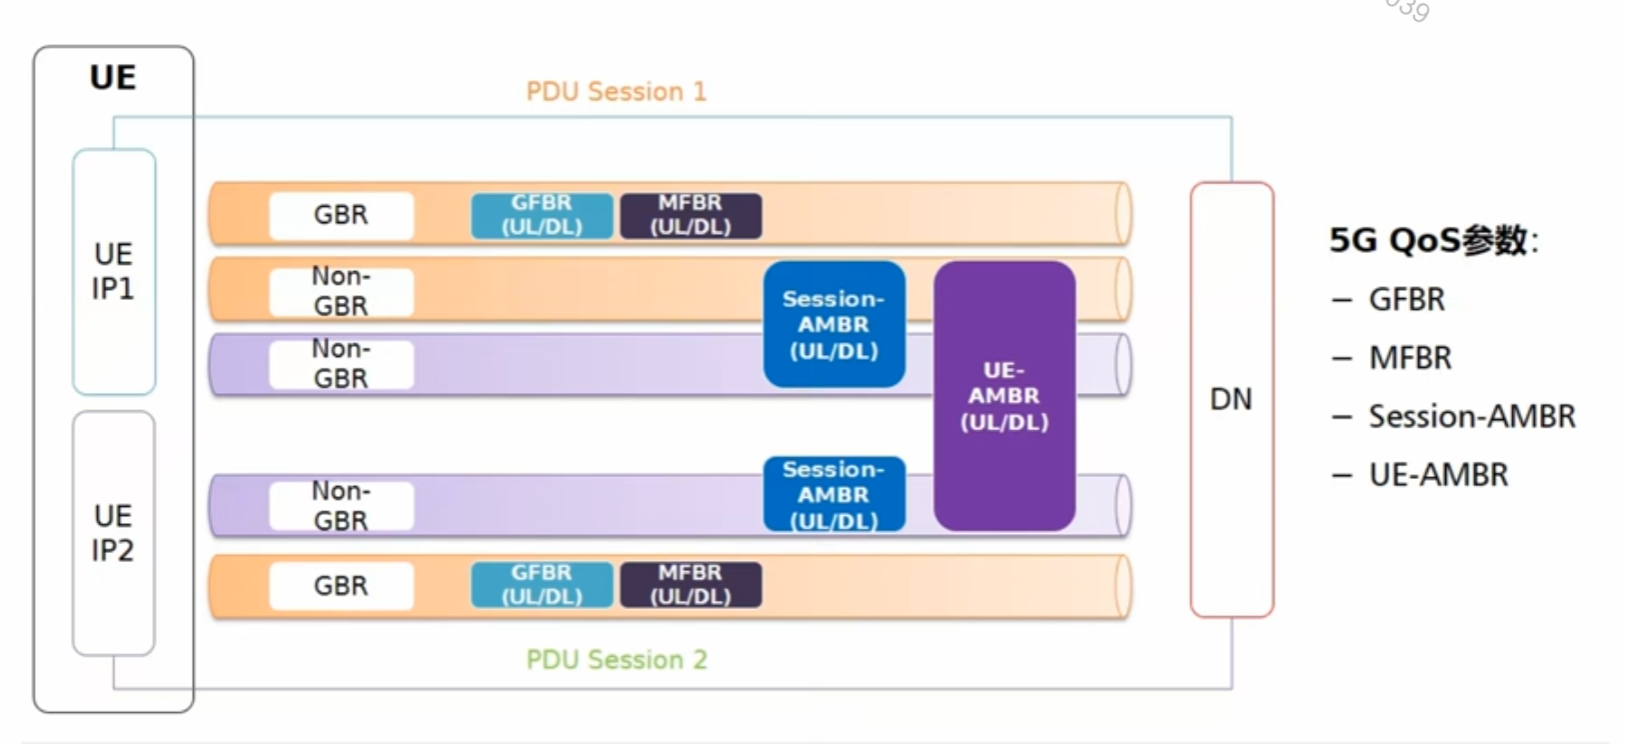 039
UE
PDU Session 1
UE
IP1
GBR
GFBR
(UL/DL)
MFBR
(UL/DL)
Non-
GBR
Session-
AMBR
(UL/DL)
UE-
AMBR
(UL/DL)
Non-
GBR
DN
UE
IP2
Non-
GBR
Session-
AMBR
(UL/DL)
GBR
GFBR
(UL/DL)
MFBR
(UL/DL)
PDU Session 2
5G QoS参数:
– GFBR
– MFBR
– Session-AMBR
– UE-AMBR